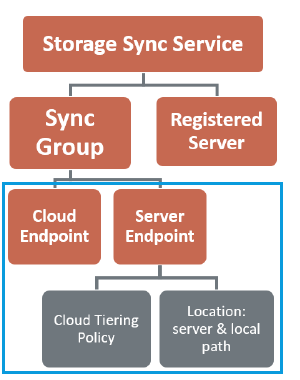 Storage Sync Service
Sync
Group
Registered
Server
Cloud
Endpoint
Server
Endpoint
Cloud Tiering
Policy
Location:
server & local
path